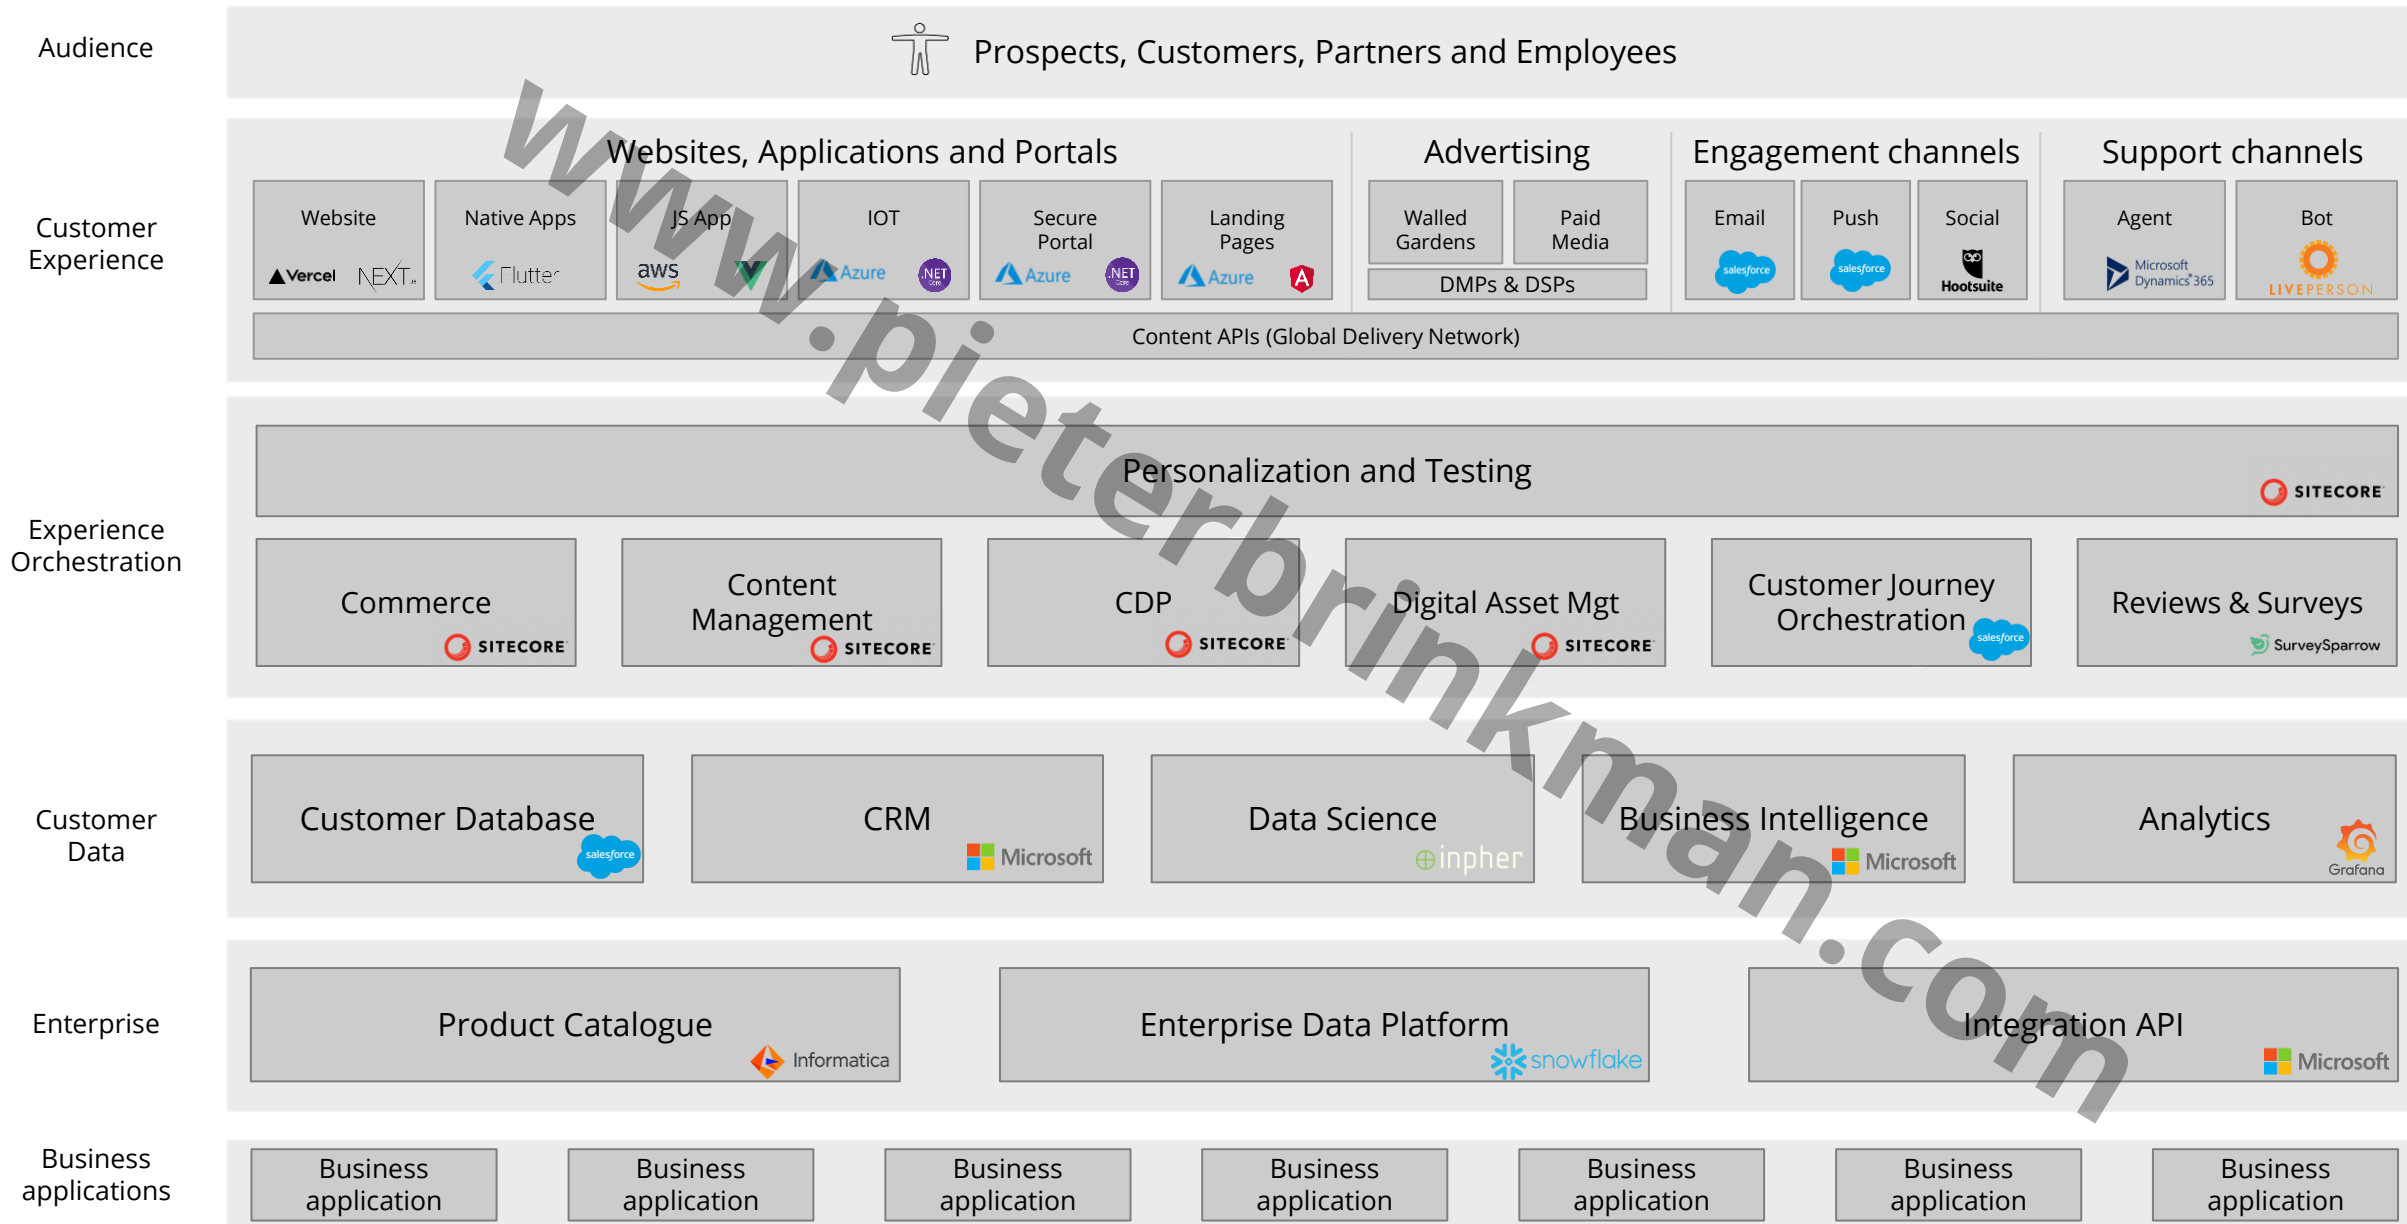 Audience
Prospects, Customers, Partners and Employees
Customer
Experience
Websites, Applications and Portals
Advertising
Engagement channels
Support channels
Website
Vercel
NEXT.JS
Native Apps
Flutter
JS App
aws
IOT
Azure
.NET
Core
Secure
Portal
Azure
.NET
Core
Landing
Pages
Azure
A
Walled
Gardens
Paid
Media
DMPs & DSPs
Email
salesforce
Push
salesforce
Social
Hootsuite
Agent
Microsoft
Dynamics 365
Bot
LIVEPERSON
Content APIs (Global Delivery Network)
Experience
Orchestration
Personalization and Testing
SITECORE
Commerce
SITECORE
Content
Management
SITECORE
CDP
SITECORE
Digital Asset Mgt
SITECORE
Customer Journey
Orchestration
salesforce
Reviews & Surveys
SurveySparrow
Customer
Data
Customer Database
salesforce
CRM
Microsoft
Data Science
inpher
Business Intelligence
Microsoft
Analytics
Grafana
Enterprise
Product Catalogue
Informatica
Enterprise Data Platform
snowflake
Integration API
Microsoft
Business
applications
Business
application
Business
application
Business
application
Business
application
Business
application
Business
application
Business
application
www.pieterbrinkman.com